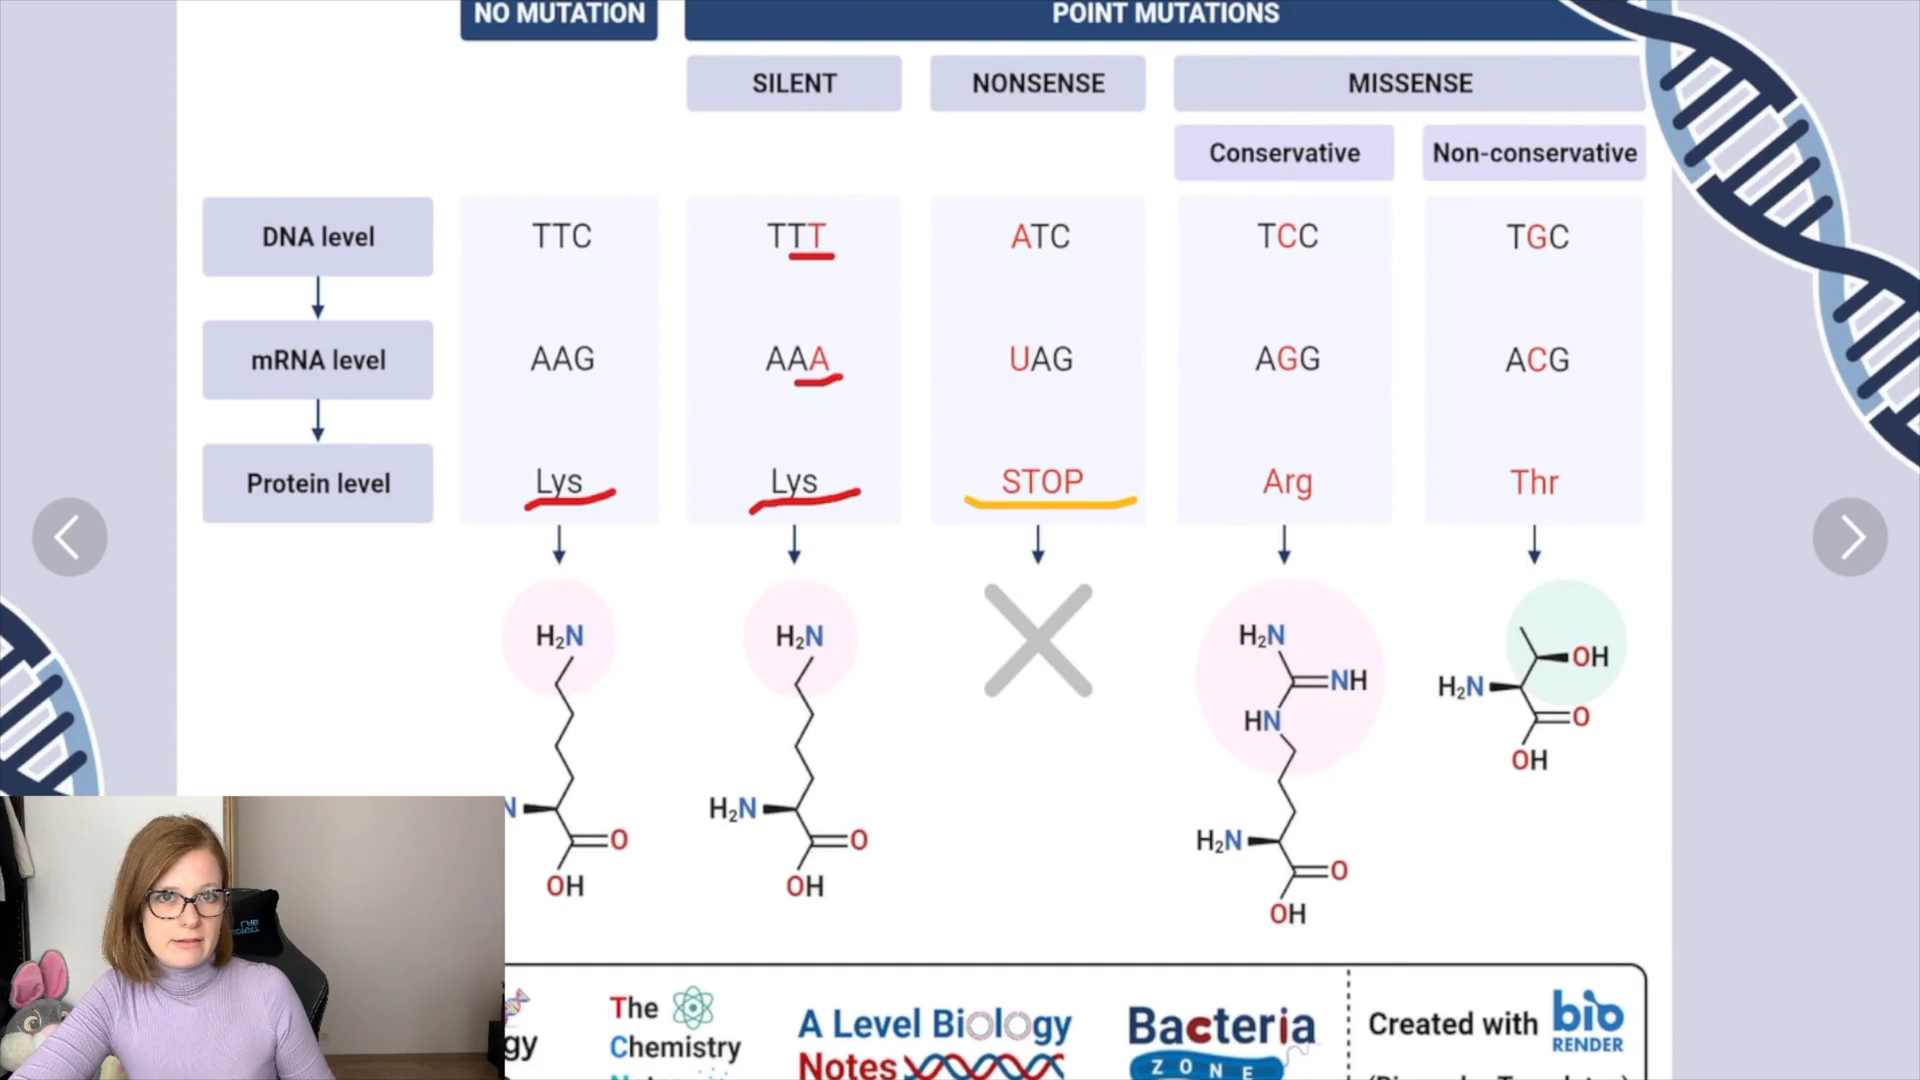 NO MUTATION
POINT MUTATIONS
SILENT
NONSENSE
MISSENSE
Conservative
Non-conservative
DNA level
TTC
TTT
ATC
TCC
TGC
mRNA level
AAG
AAA
UAG
AGG
ACG
Protein level
Lys
Lys
STOP
Arg
Thr
H₂N
H₂N
H₂N
NH
HN
OH
H₂N
O
OH
N
O
OH
H₂N
O
OH
H₂N
O
OH
gy
The
Chemistry
A Level Biology
Notes
Bacteria
ZONE
Created with
bio
RENDER